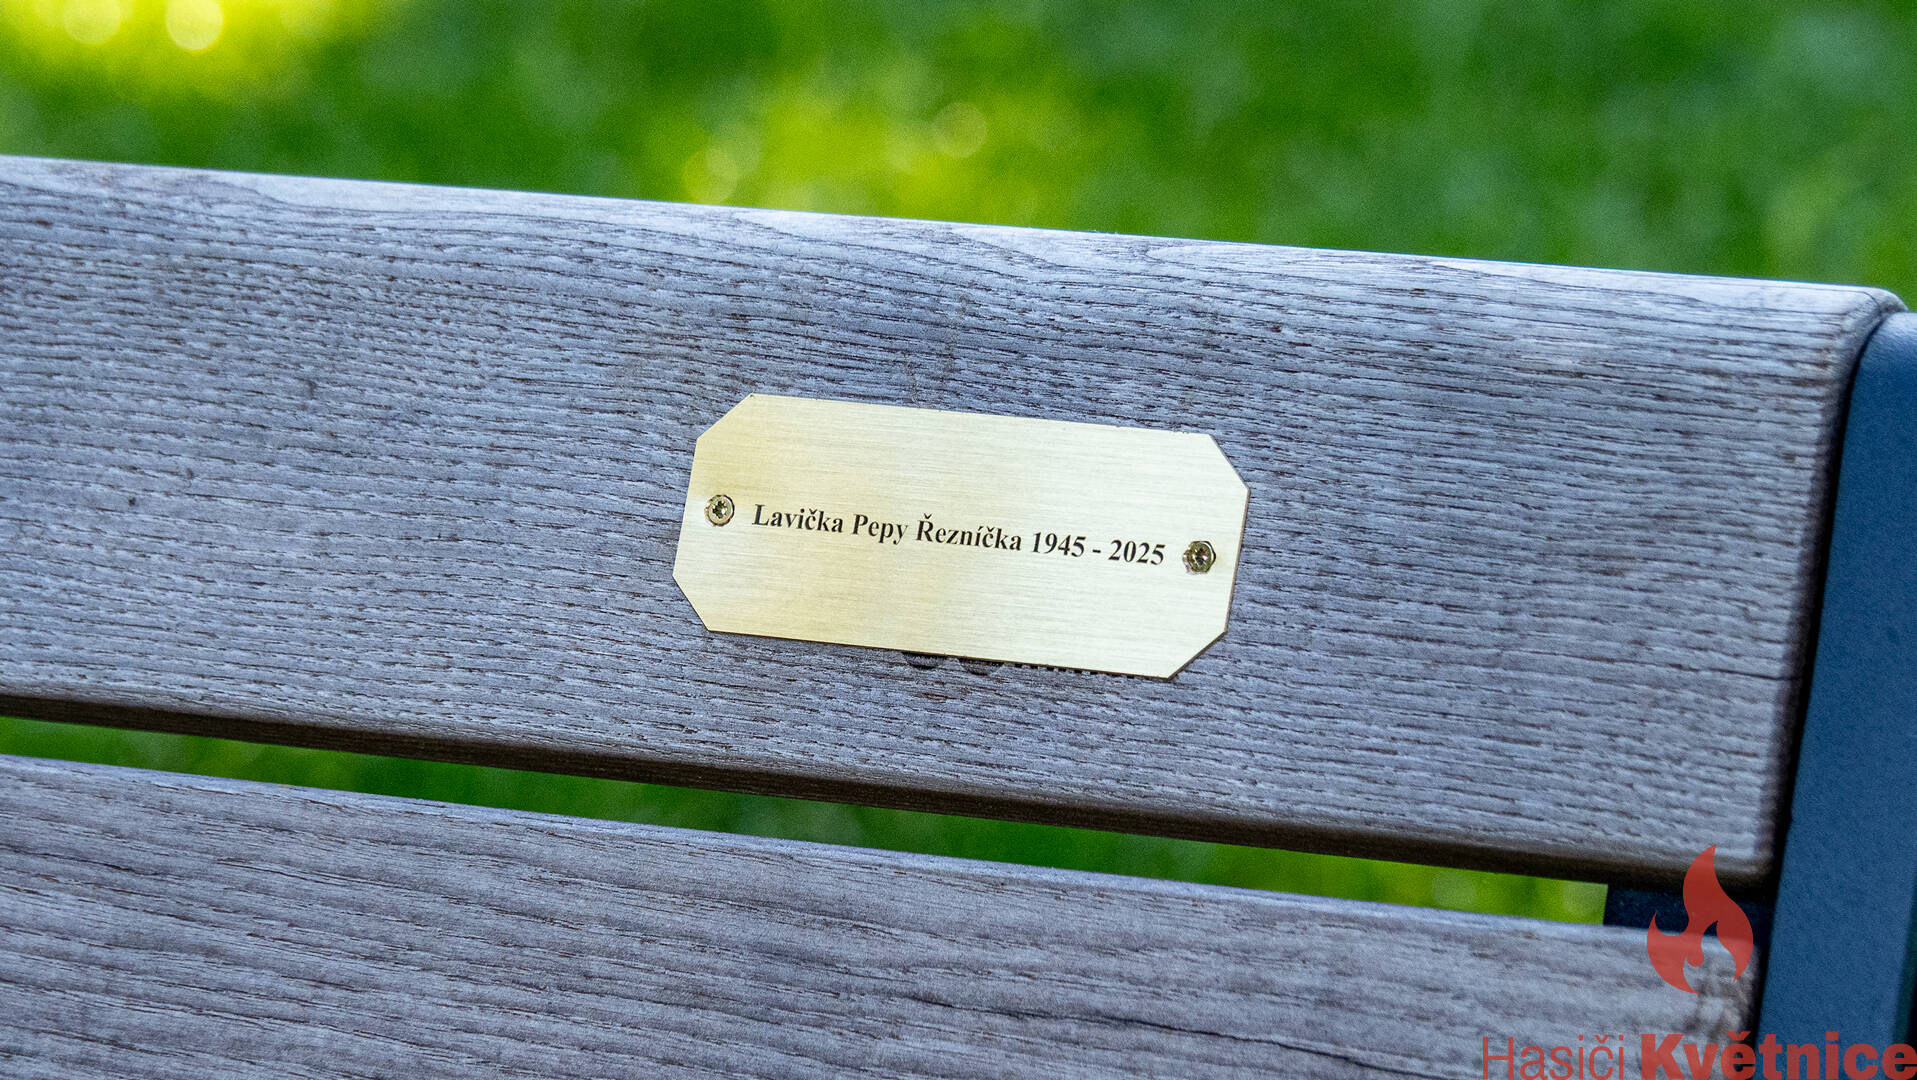 Lavička Pepy Řezníčka 1945 - 2025
Hasiči Květnice